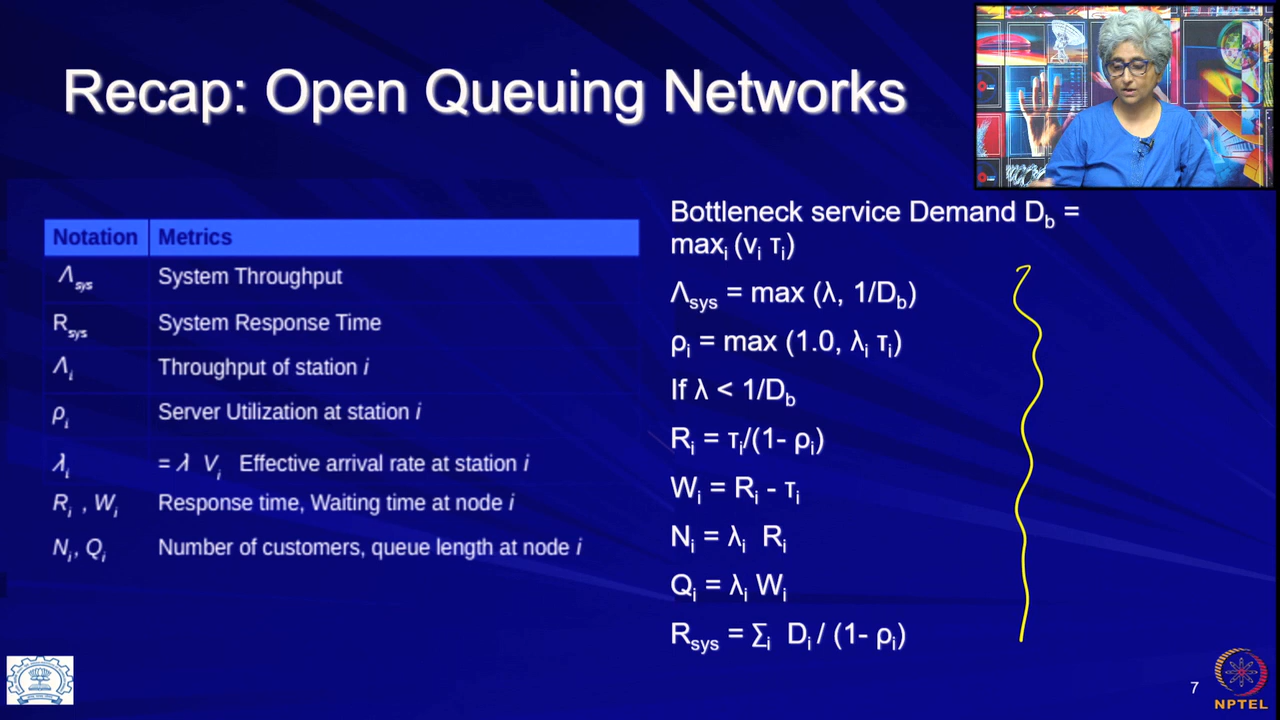 Recap: Open Queuing Networks
Notation Metrics
Λsys System Throughput
Rsys System Response Time
Λi Throughput of station i
ρi Server Utilization at station i
λi = λ Vi Effective arrival rate at station i
Ri , Wi Response time, Waiting time at node i
Ni, Qi Number of customers, queue length at node i
Bottleneck service Demand Db =
maxi (vi τi)
Λsys = max (λ, 1/Db)
ρi = max (1.0, λi τi)
If λ < 1/Db
Ri = τi/(1- ρi)
Wi = Ri - τi
Ni = λi Ri
Qi = λi Wi
Rsys = ∑i Di / (1- ρi)
7
NPTEL